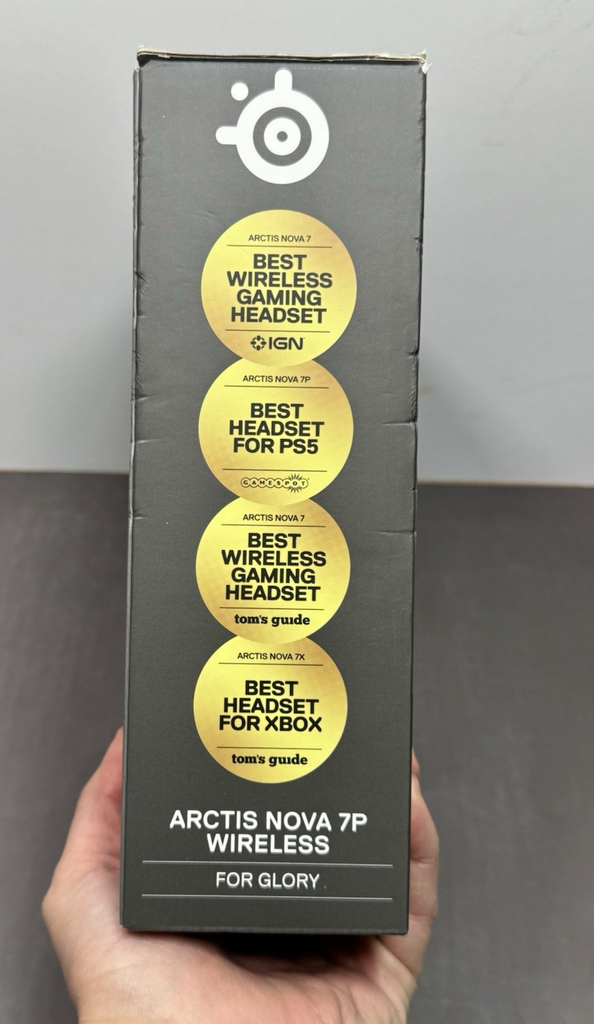 ARCTIS NOVA 7
BEST
WIRELESS
GAMING
HEADSET
IGN
ARCTIS NOVA 7P
BEST
HEADSET
FOR PS5
GAMESPOT
ARCTIS NOVA 7
BEST
WIRELESS
GAMING
HEADSET
tom's guide
ARCTIS NOVA 7X
BEST
HEADSET
FOR XBOX
tom's guide
ARCTIS NOVA 7P
WIRELESS
FOR GLORY